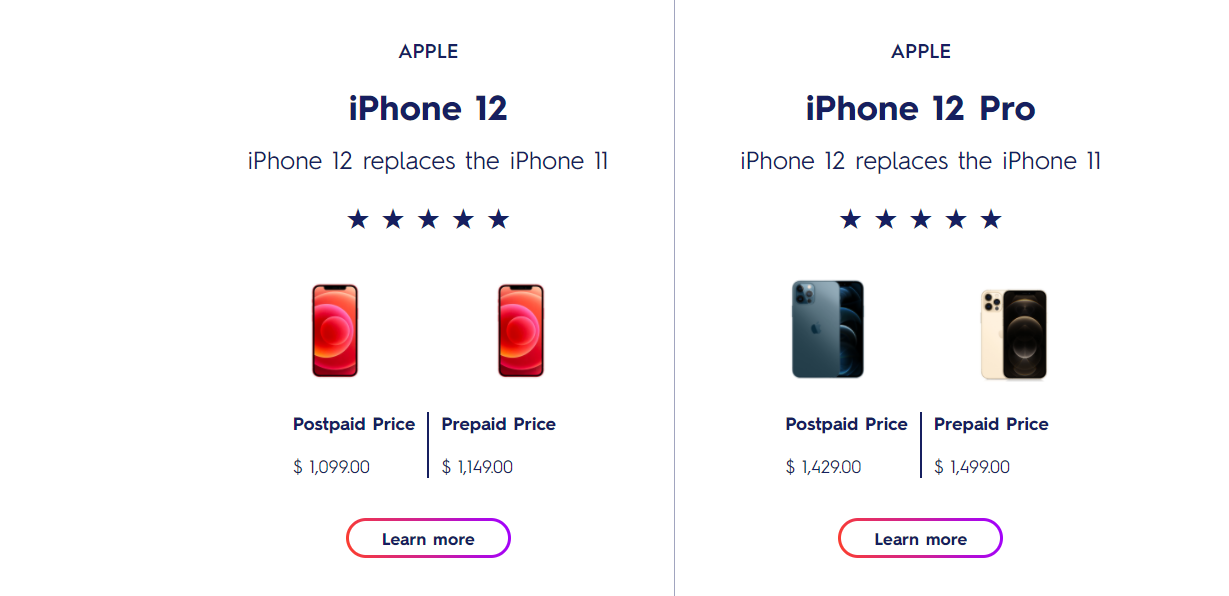 APPLE
iPhone 12
iPhone 12 replaces the iPhone 11
★ ★ ★ ★ ★
Postpaid Price
Prepaid Price
$ 1,099.00
$ 1,149.00
Learn more
APPLE
iPhone 12 Pro
iPhone 12 replaces the iPhone 11
★ ★ ★ ★ ★
Postpaid Price
Prepaid Price
$ 1,429.00
$ 1,499.00
Learn more